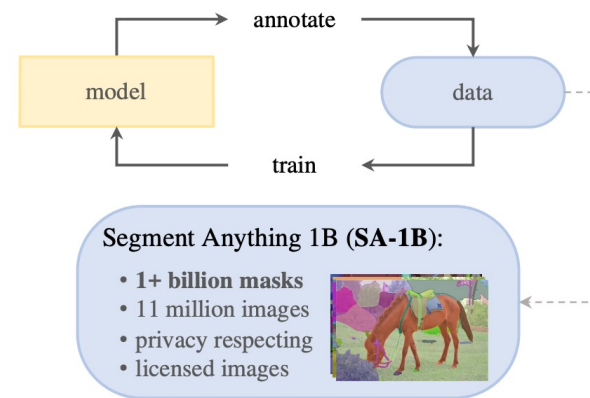 annotate
model
data
train
Segment Anything 1B (SA-1B):
• 1+ billion masks
• 11 million images
• privacy respecting
• licensed images